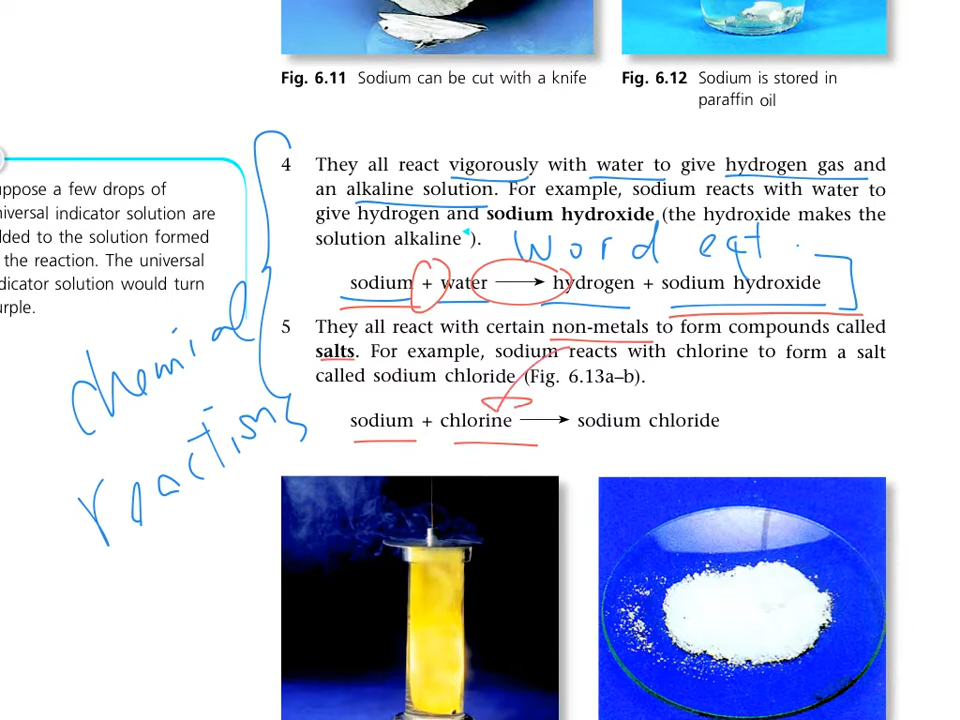 Fig. 6.11 Sodium can be cut with a knife
Fig. 6.12 Sodium is stored in
paraffin oil
4 They all react vigorously with water to give hydrogen gas and
an alkaline solution. For example, sodium reacts with water to
give hydrogen and sodium hydroxide (the hydroxide makes the
solution alkaline ).
word eqt.
sodium + water ⟶ hydrogen + sodium hydroxide
5 They all react with certain non-metals to form compounds called
salts. For example, sodium reacts with chlorine to form a salt
called sodium chloride (Fig. 6.13a–b).
sodium + chlorine ⟶ sodium chloride
ppose a few drops of
niversal indicator solution are
dded to the solution formed
the reaction. The universal
dicator solution would turn
urple.
chemial
reactions